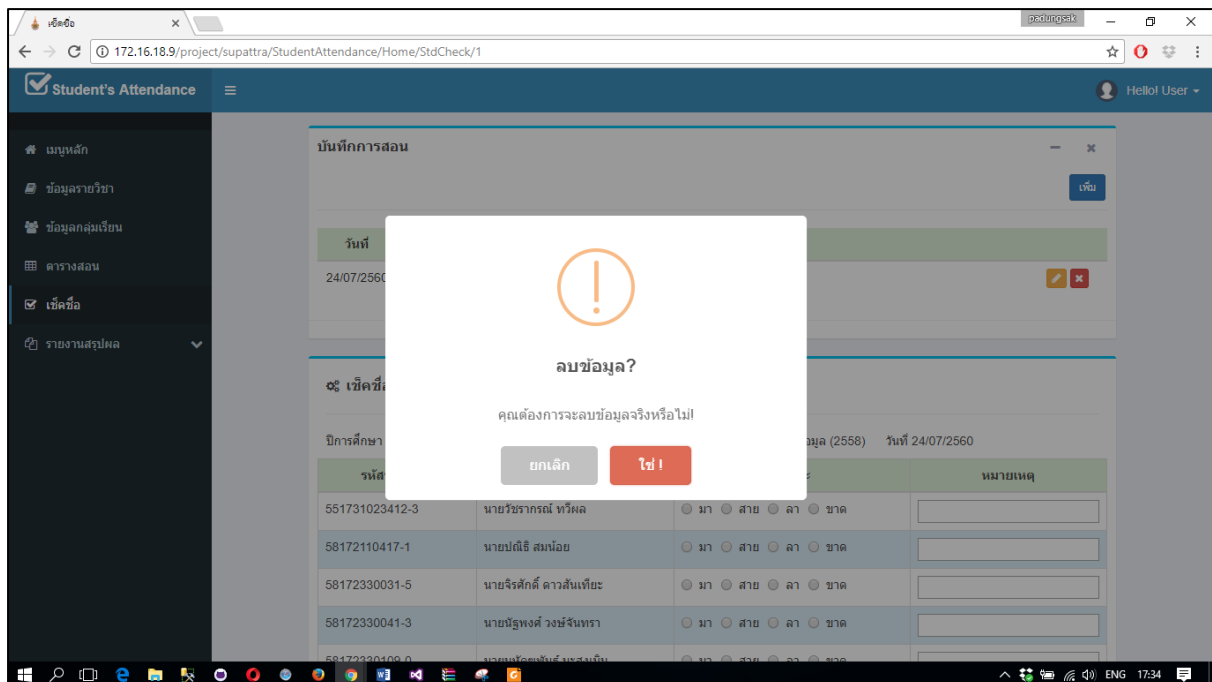 เช็คชื่อ
padungsak
172.16.18.9/project/supattra/StudentAttendance/Home/StdCheck/1
Student's Attendance
Hello! User
เมนูหลัก
ข้อมูลรายวิชา
ข้อมูลกลุ่มเรียน
ตารางสอน
เช็คชื่อ
รายงานสรุปผล
บันทึกการสอน
เพิ่ม
วันที่
24/07/2560
ลบข้อมูล?
คุณต้องการจะลบข้อมูลจริงหรือไม่!
ยกเลิก ใช่ !
เช็คชื่อ
ปีการศึกษา (2558) วันที่ 24/07/2560
หมายเหตุ
551731023412-3 นายวัชรากรณ์ ทวีผล มา สาย ลา ขาด
58172110417-1 นายปณิธิ สมน้อย มา สาย ลา ขาด
58172330031-5 นายจิรศักดิ์ ดาวสันเทียะ มา สาย ลา ขาด
58172330041-3 นายนัฐพงศ์ วงษ์จันทรา มา สาย ลา ขาด
58172330109-0
ENG 17:34